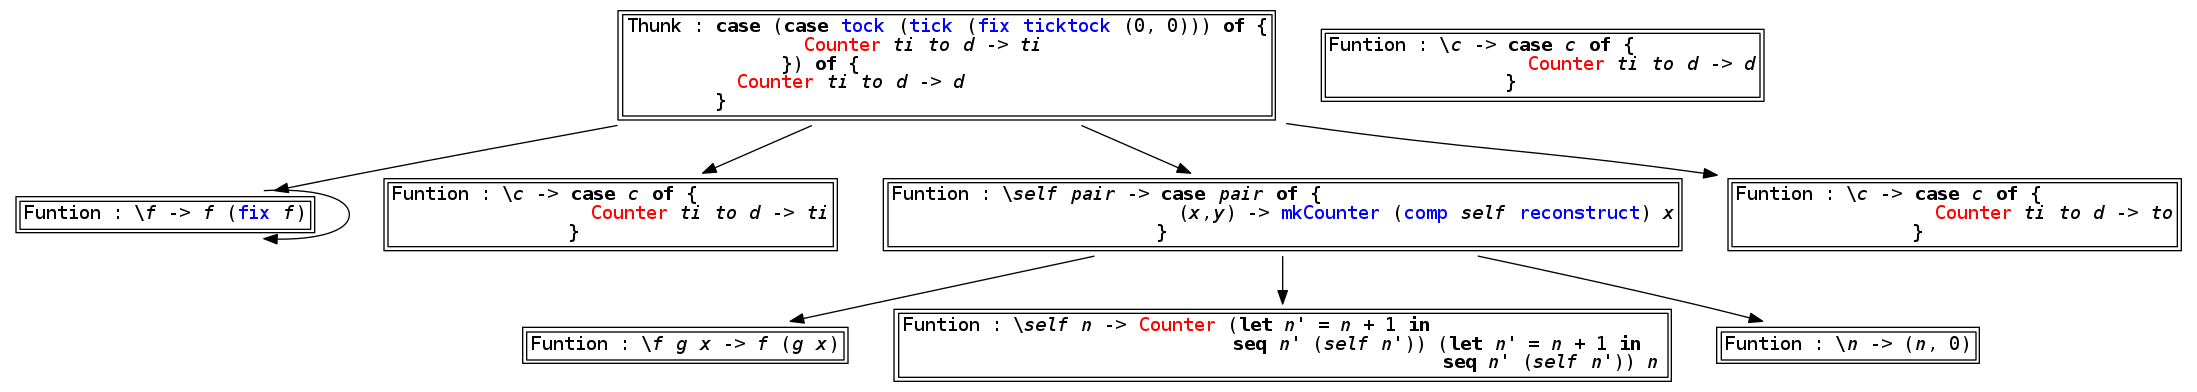 Thunk : case (case tock (tick (fix ticktock (0, 0))) of {
Counter ti to d -> ti
}) of {
Counter ti to d -> d
}
Funtion : \c -> case c of {
Counter ti to d -> d
}
Funtion : \f -> f (fix f)
Funtion : \c -> case c of {
Counter ti to d -> ti
}
Funtion : \self pair -> case pair of {
(x,y) -> mkCounter (comp self reconstruct) x
}
Funtion : \c -> case c of {
Counter ti to d -> to
}
Funtion : \f g x -> f (g x)
Funtion : \self n -> Counter (let n' = n + 1 in
seq n' (self n')) (let n' = n + 1 in
seq n' (self n')) n
Funtion : \n -> (n, 0)